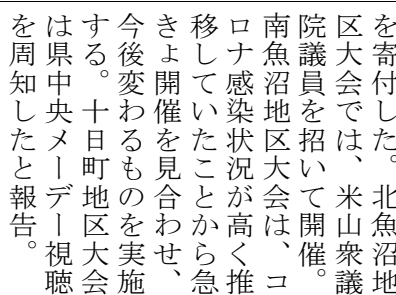 を寄付した。北魚沼地
区大会では、米山衆議
院議員を招いて開催。
南魚沼地区大会は、コ
ロナ感染状況が高く推
移していたことから急
きょ開催を見合わせ、
今後変わるものを実施
する。十日町地区大会
は県中央メーデー視聴
を周知したと報告。